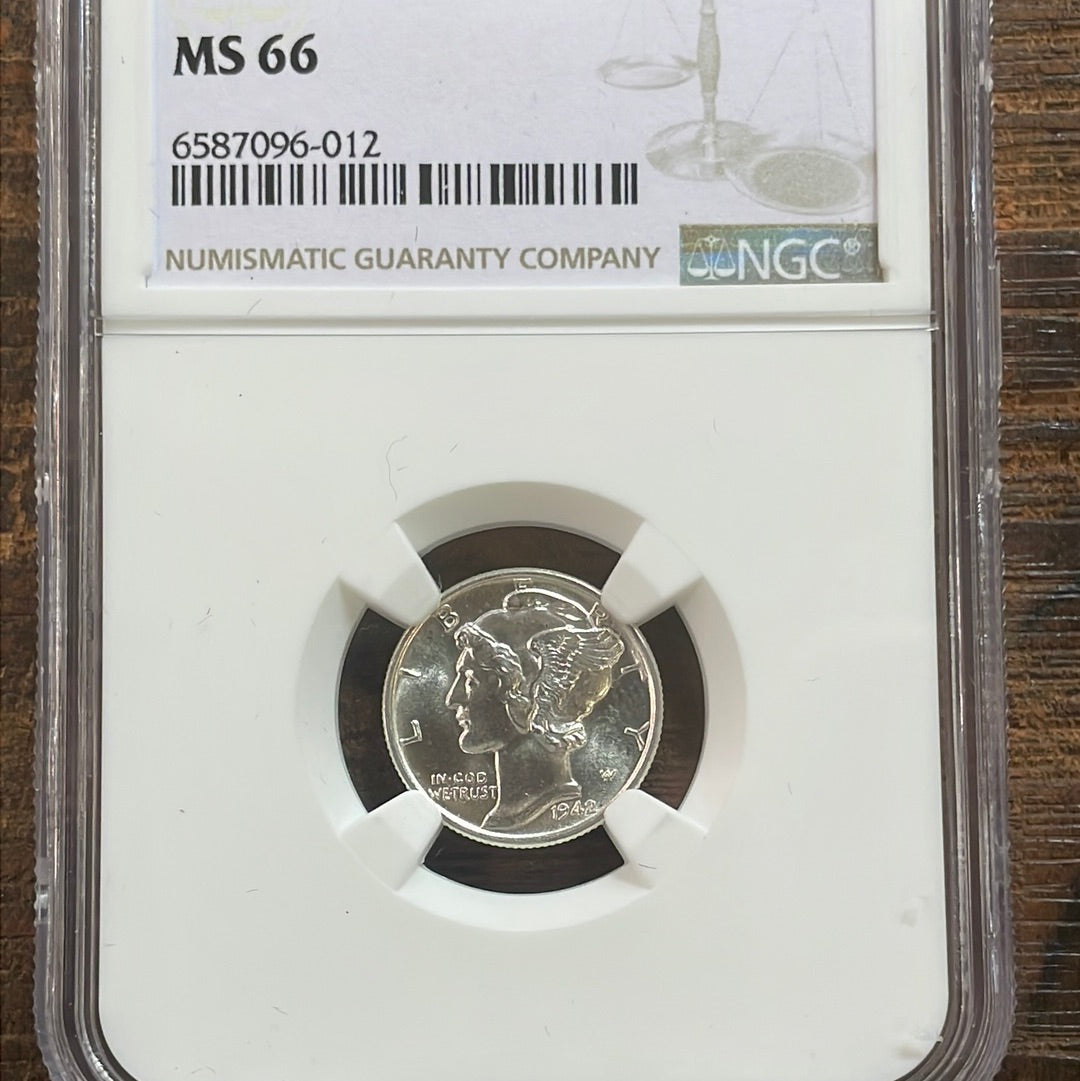 MS 66
6587096-012
NUMISMATIC GUARANTY COMPANY
NGC®
LIBERTY
IN·GOD
WE TRUST
1942